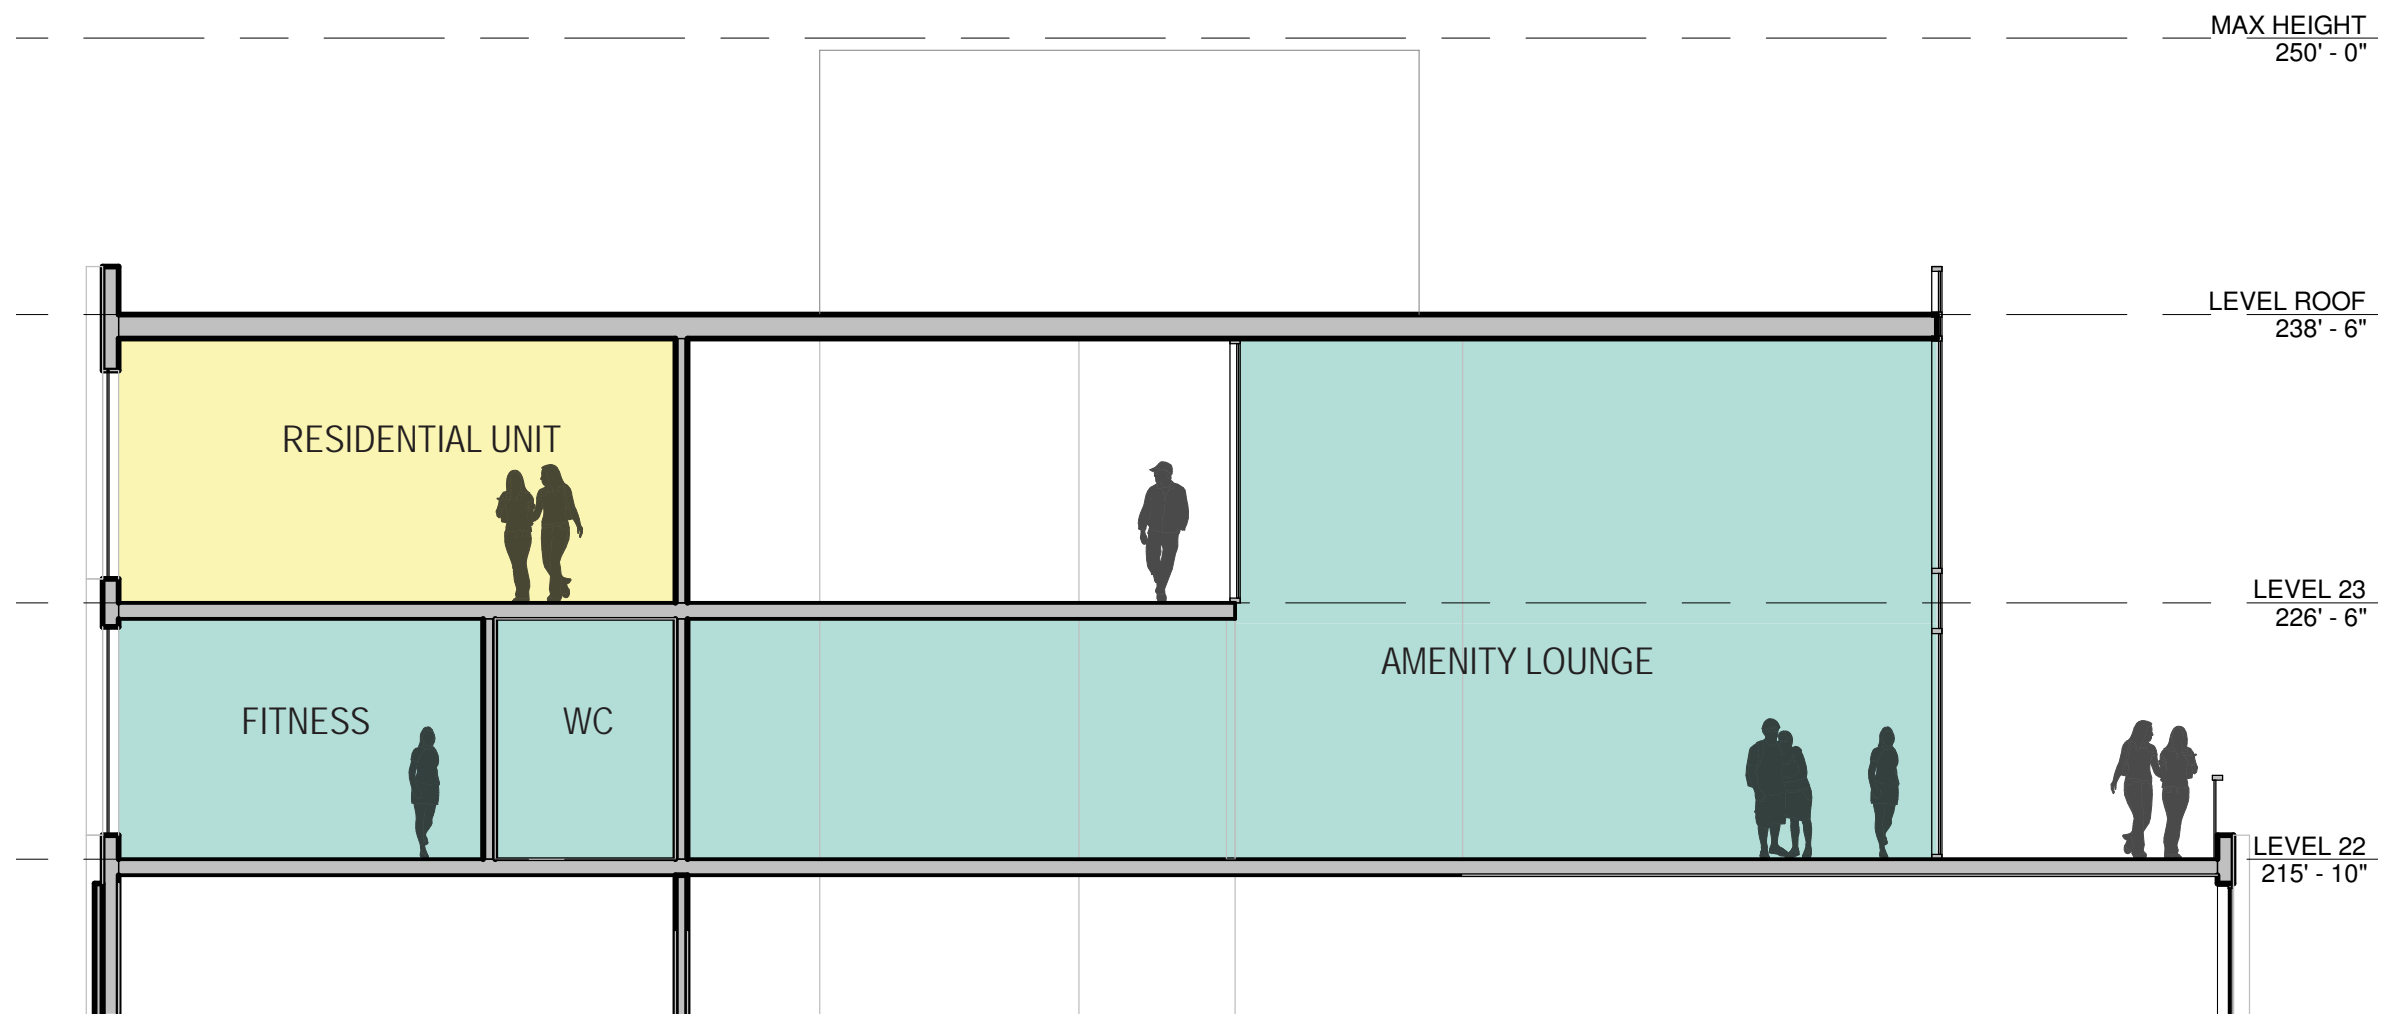 MAX HEIGHT
250' - 0"
LEVEL ROOF
238' - 6"
RESIDENTIAL UNIT
LEVEL 23
226' - 6"
AMENITY LOUNGE
FITNESS
WC
LEVEL 22
215' - 10"